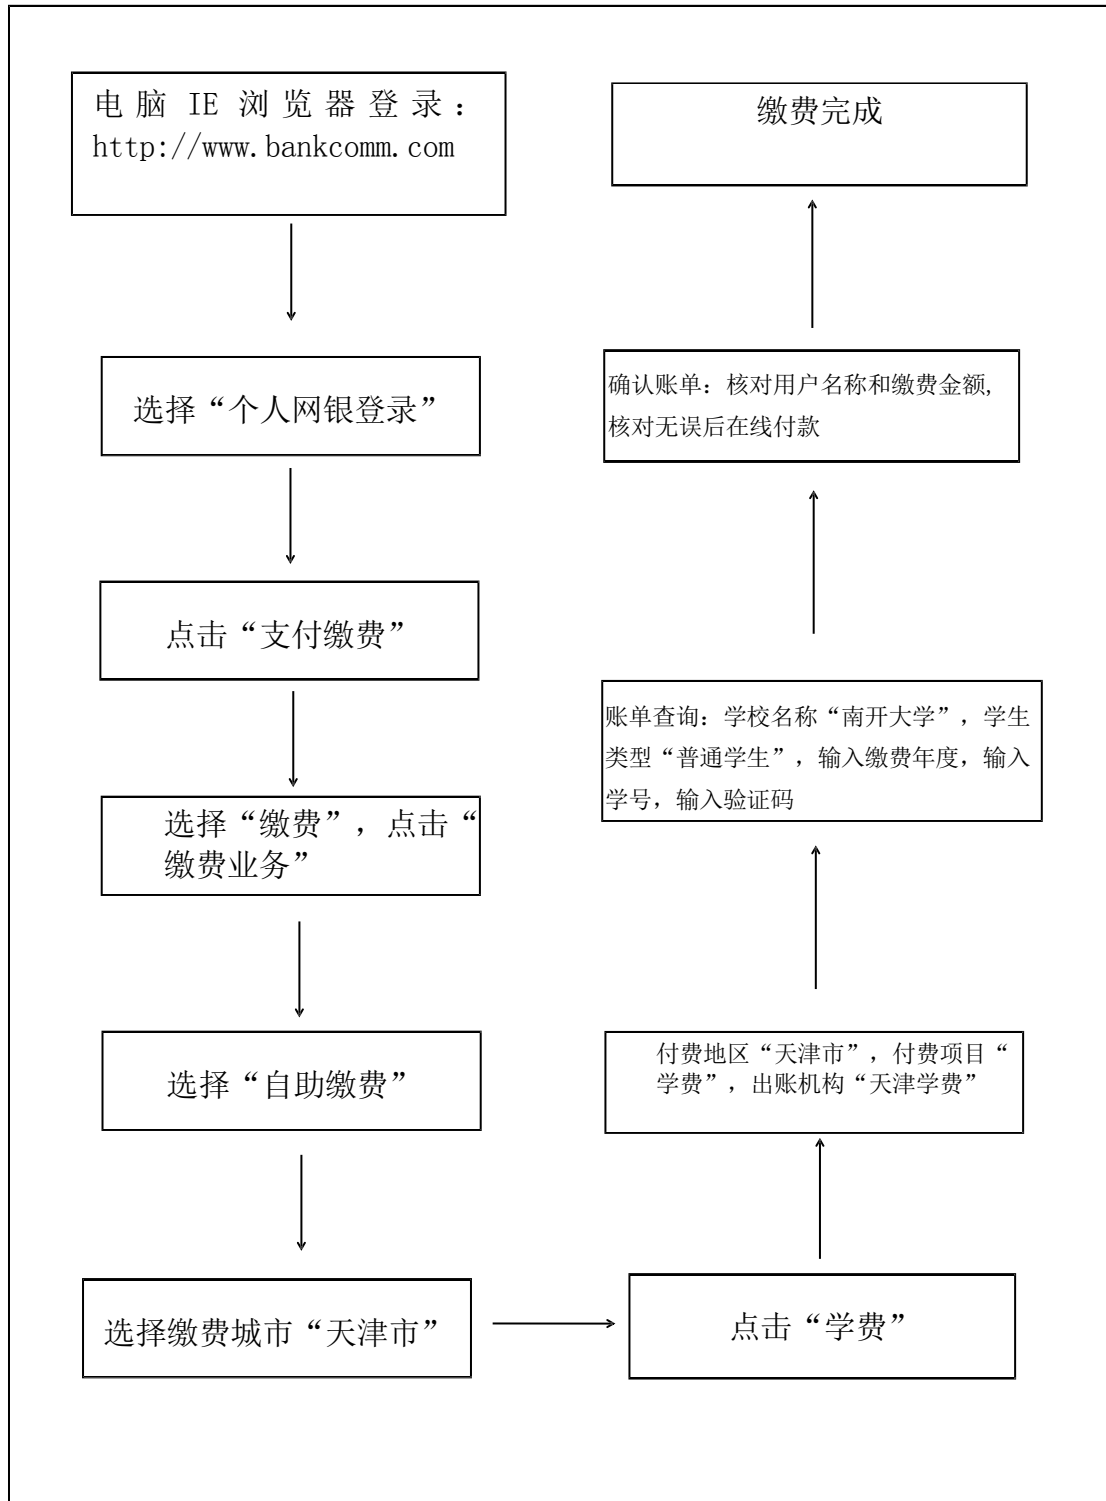 电脑 IE 浏览器登录：
http://www.bankcomm.com
选择“个人网银登录”
点击“支付缴费”
选择“缴费”，点击“
缴费业务”
选择“自助缴费”
选择缴费城市“天津市”
点击“学费”
付费地区“天津市”，付费项目“
学费”，出账机构“天津学费”
账单查询：学校名称“南开大学”，学生
类型“普通学生”，输入缴费年度，输入
学号，输入验证码
确认账单：核对用户名称和缴费金额，
核对无误后在线付款
缴费完成